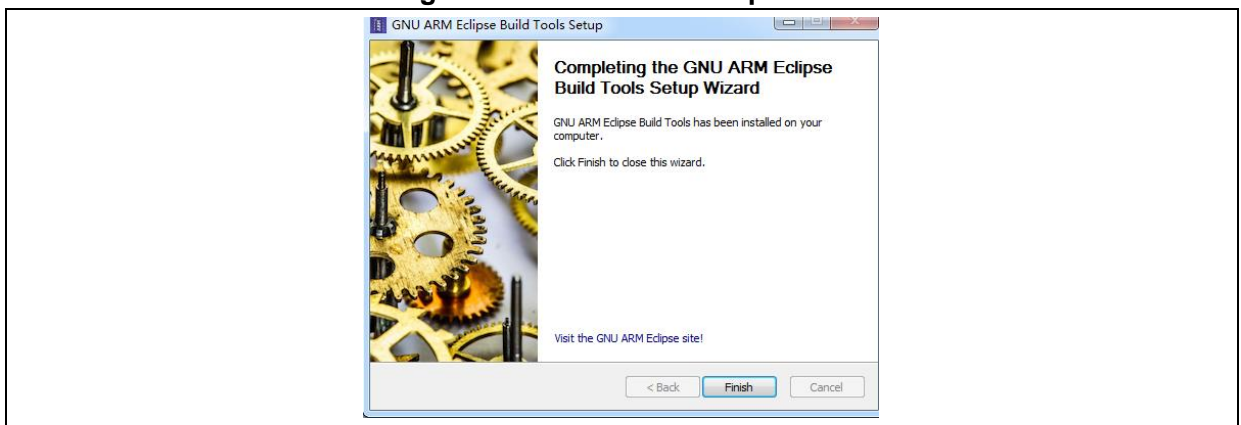 GNU ARM Eclipse Build Tools Setup
Completing the GNU ARM Eclipse
Build Tools Setup Wizard
GNU ARM Eclipse Build Tools has been installed on your
computer.
Click Finish to close this wizard.
Visit the GNU ARM Eclipse site!
< Back
Finish
Cancel